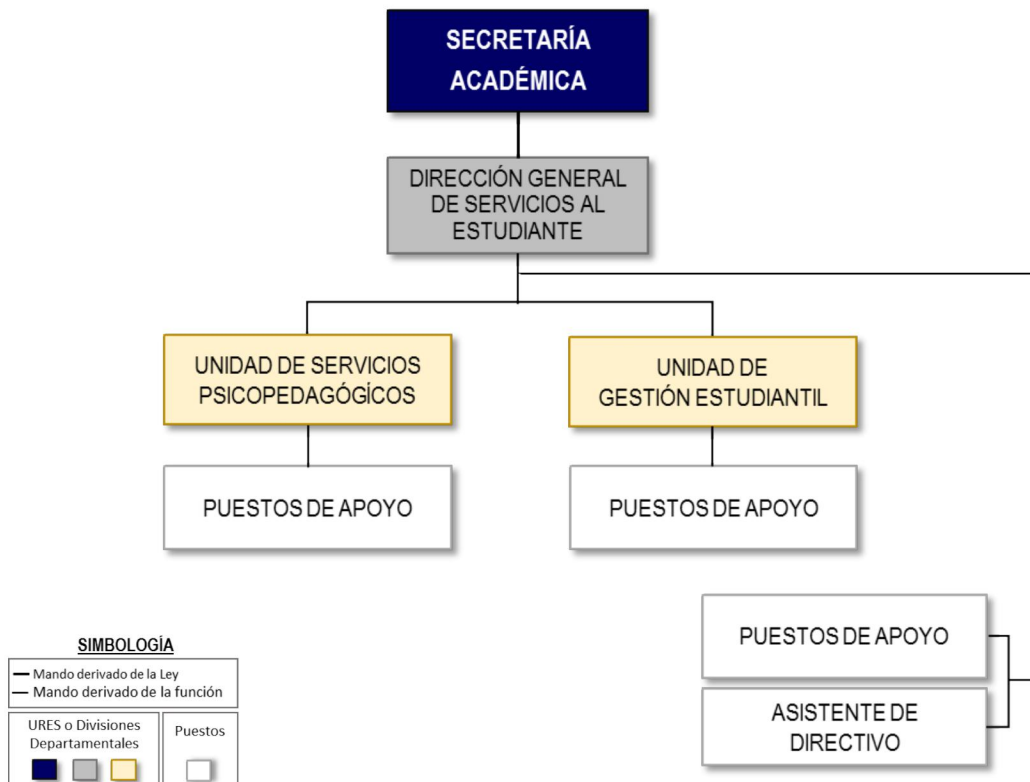 SECRETARÍA
ACADÉMICA
DIRECCIÓN GENERAL
DE SERVICIOS AL
ESTUDIANTE
UNIDAD DE SERVICIOS
PSICOPEDAGÓGÍCOS
UNIDAD DE
GESTIÓN ESTUDIANTIL
PUESTOS DE APOYO
PUESTOS DE APOYO
PUESTOS DE APOYO
ASISTENTE DE
DIRECTIVO
SIMBOLOGÍA
Mando derivado de la Ley
Mando derivado de la función
URES o Divisiones
Departamentales
Puestos